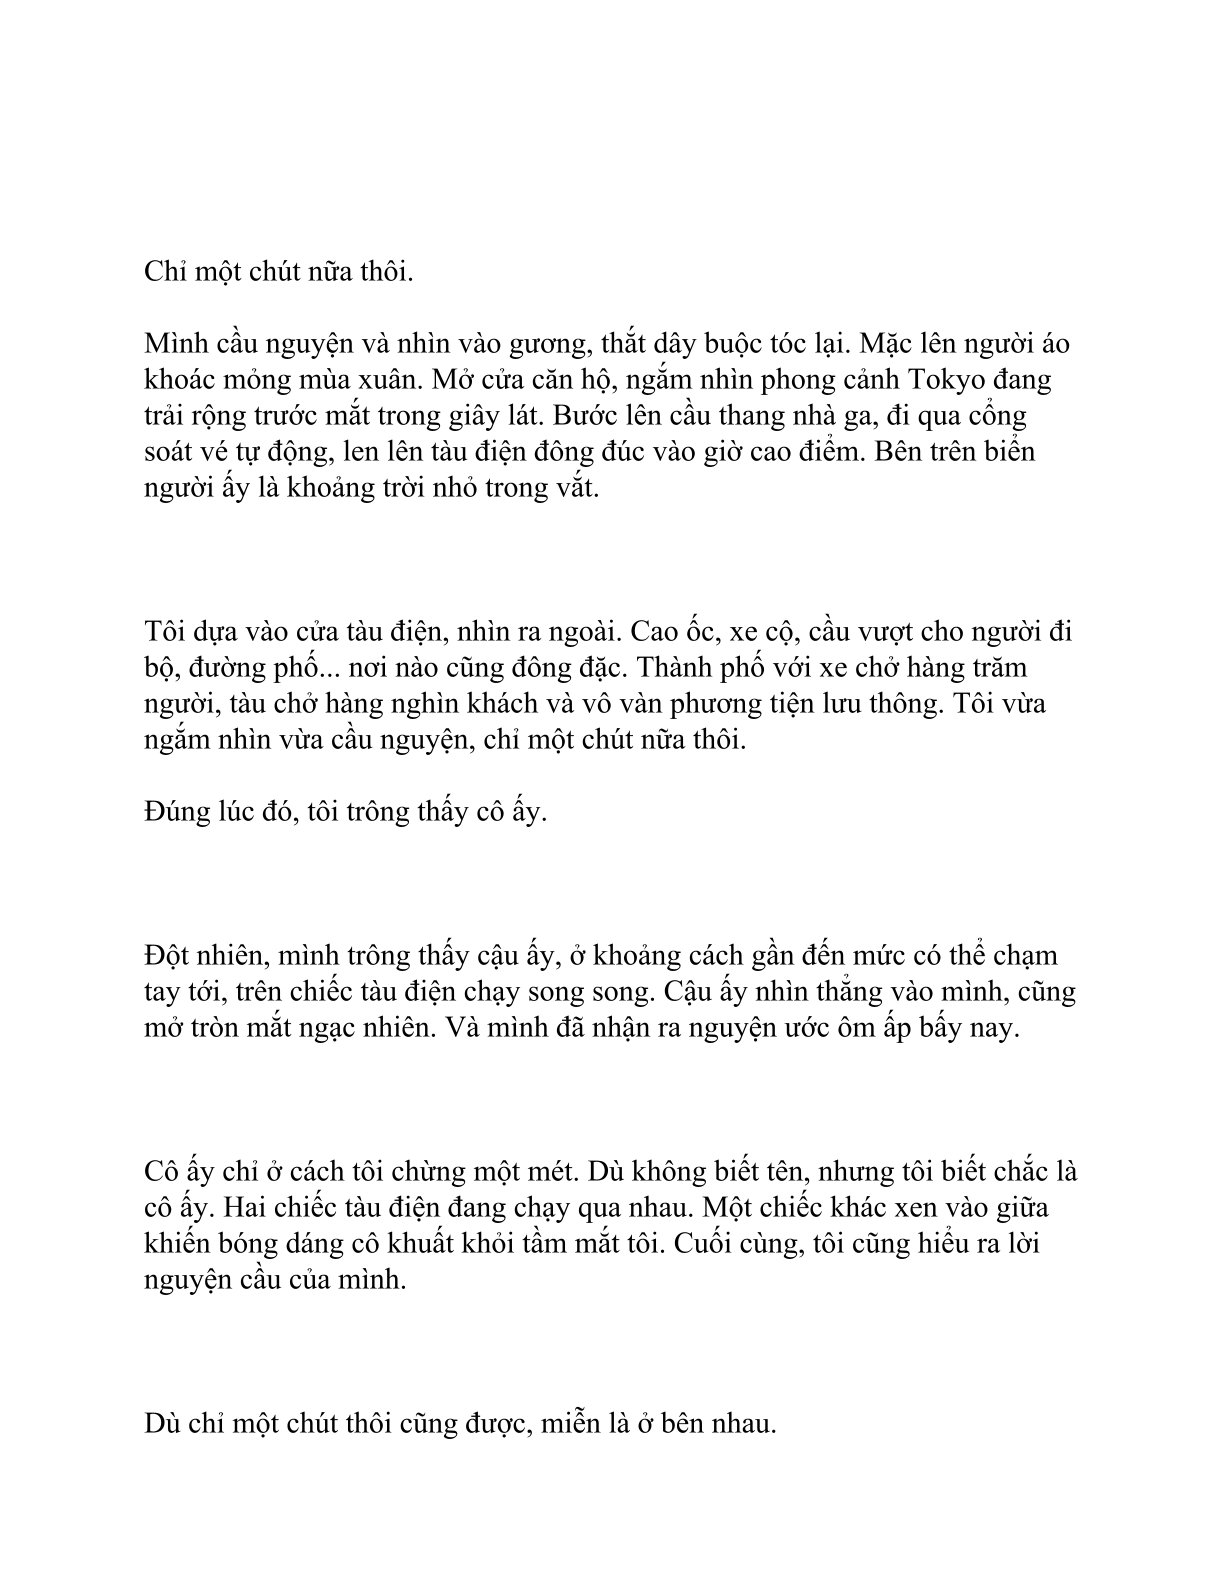 Chỉ một chút nữa thôi.
Mình cầu nguyện và nhìn vào gương, thắt dây buộc tóc lại. Mặc lên người áo
khoác mỏng mùa xuân. Mở cửa căn hộ, ngắm nhìn phong cảnh Tokyo đang
trải rộng trước mắt trong giây lát. Bước lên cầu thang nhà ga, đi qua cổng
soát vé tự động, len lên tàu điện đông đúc vào giờ cao điểm. Bên trên biển
người ấy là khoảng trời nhỏ trong vắt.
Tôi dựa vào cửa tàu điện, nhìn ra ngoài. Cao ốc, xe cộ, cầu vượt cho người đi
bộ, đường phố... nơi nào cũng đông đặc. Thành phố với xe chở hàng trăm
người, tàu chở hàng nghìn khách và vô vàn phương tiện lưu thông. Tôi vừa
ngắm nhìn vừa cầu nguyện, chỉ một chút nữa thôi.
Đúng lúc đó, tôi trông thấy cô ấy.
Đột nhiên, mình trông thấy cậu ấy, ở khoảng cách gần đến mức có thể chạm
tay tới, trên chiếc tàu điện chạy song song. Cậu ấy nhìn thẳng vào mình, cũng
mở tròn mắt ngạc nhiên. Và mình đã nhận ra nguyện ước ôm ấp bấy nay.
Cô ấy chỉ ở cách tôi chừng một mét. Dù không biết tên, nhưng tôi biết chắc là
cô ấy. Hai chiếc tàu điện đang chạy qua nhau. Một chiếc khác xen vào giữa
khiến bóng dáng cô khuất khỏi tầm mắt tôi. Cuối cùng, tôi cũng hiểu ra lời
nguyện cầu của mình.
Dù chỉ một chút thôi cũng được, miễn là ở bên nhau.